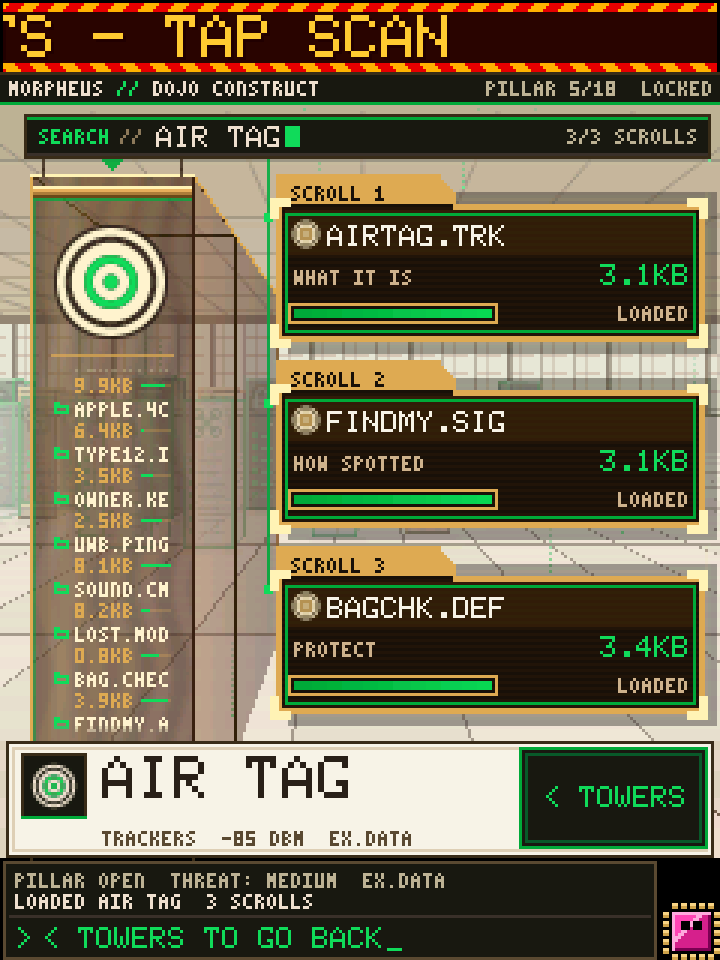 'S - TAP SCAN
MORPHEUS // DOJO CONSTRUCT PILLAR 5/18 LOCKED
SEARCH // AIR TAG 3/3 SCROLLS
SCROLL 1
AIRTAG.TRK
WHAT IT IS 3.1KB
LOADED
SCROLL 2
FINDMY.SIG
HOW SPOTTED 3.1KB
LOADED
SCROLL 3
BAGCHK.DEF
PROTECT 3.4KB
LOADED
9.9KB
APPLE.4C
6.4KB
TYPE12.I
3.5KB
OWNER.KE
2.5KB
UWB.PING
8.1KB
SOUND.CM
8.2KB
LOST.MOD
0.8KB
BAG.CHEC
3.9KB
FINDMY.A
AIR TAG
TRACKERS -85 DBM EX.DATA
< TOWERS
PILLAR OPEN THREAT: MEDIUM EX.DATA
LOADED AIR TAG 3 SCROLLS
> < TOWERS TO GO BACK_